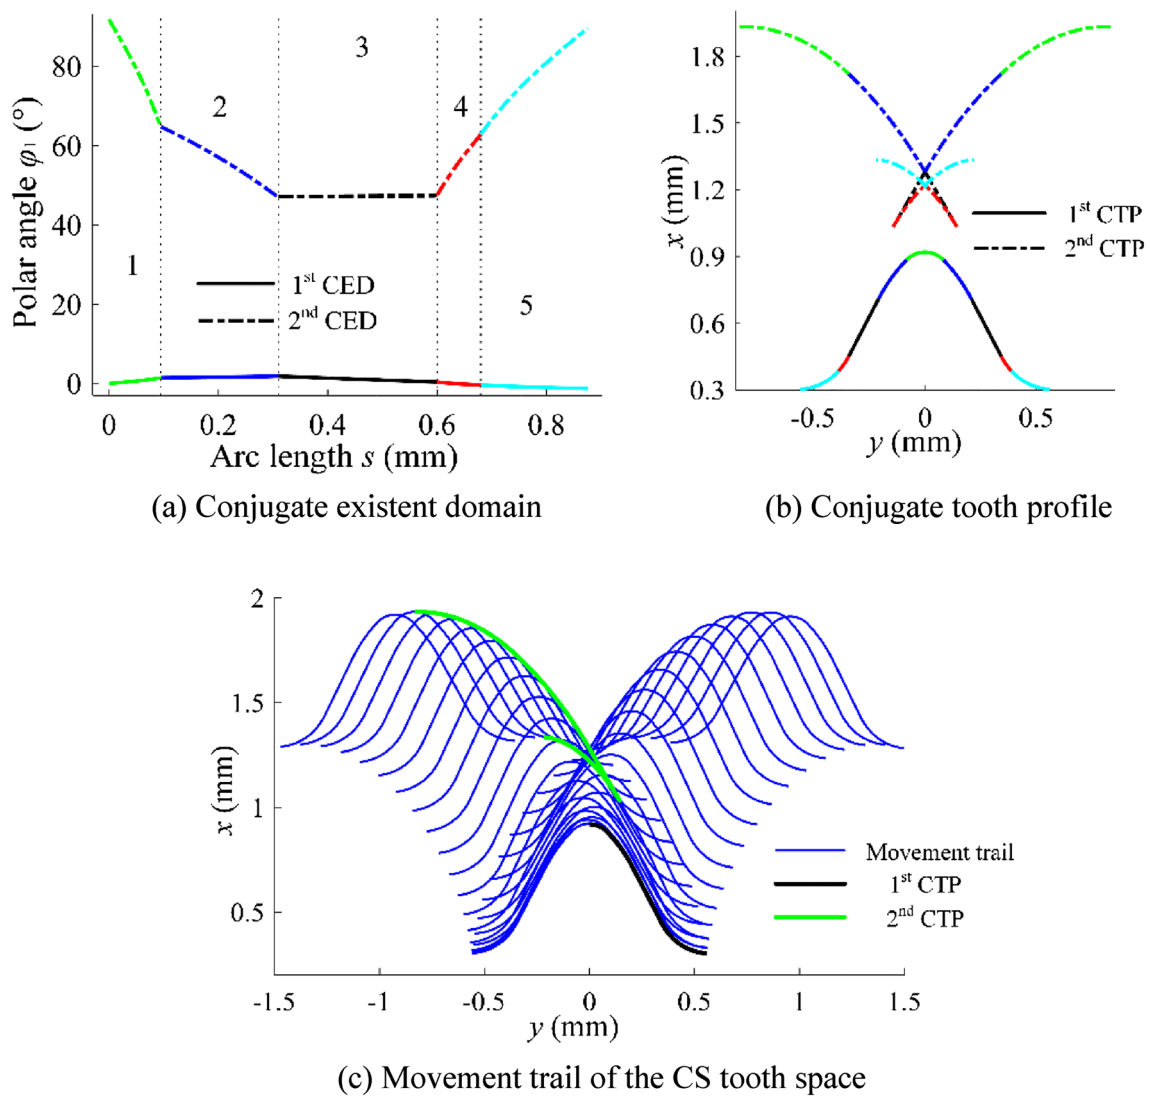 80
60
40
20
0
Polar angle φ₁ (°)
1
2
3
4
5
1st CED
2nd CED
0
0.2
0.4
0.6
0.8
Arc length s (mm)
(a) Conjugate existent domain
1.8
1.5
1.2
0.9
0.6
0.3
x (mm)
1st CTP
2nd CTP
-0.5
0
0.5
y (mm)
(b) Conjugate tooth profile
2
1.5
1
0.5
x (mm)
Movement trail
1st CTP
2nd CTP
-1.5
-1
-0.5
0
0.5
1
1.5
y (mm)
(c) Movement trail of the CS tooth space